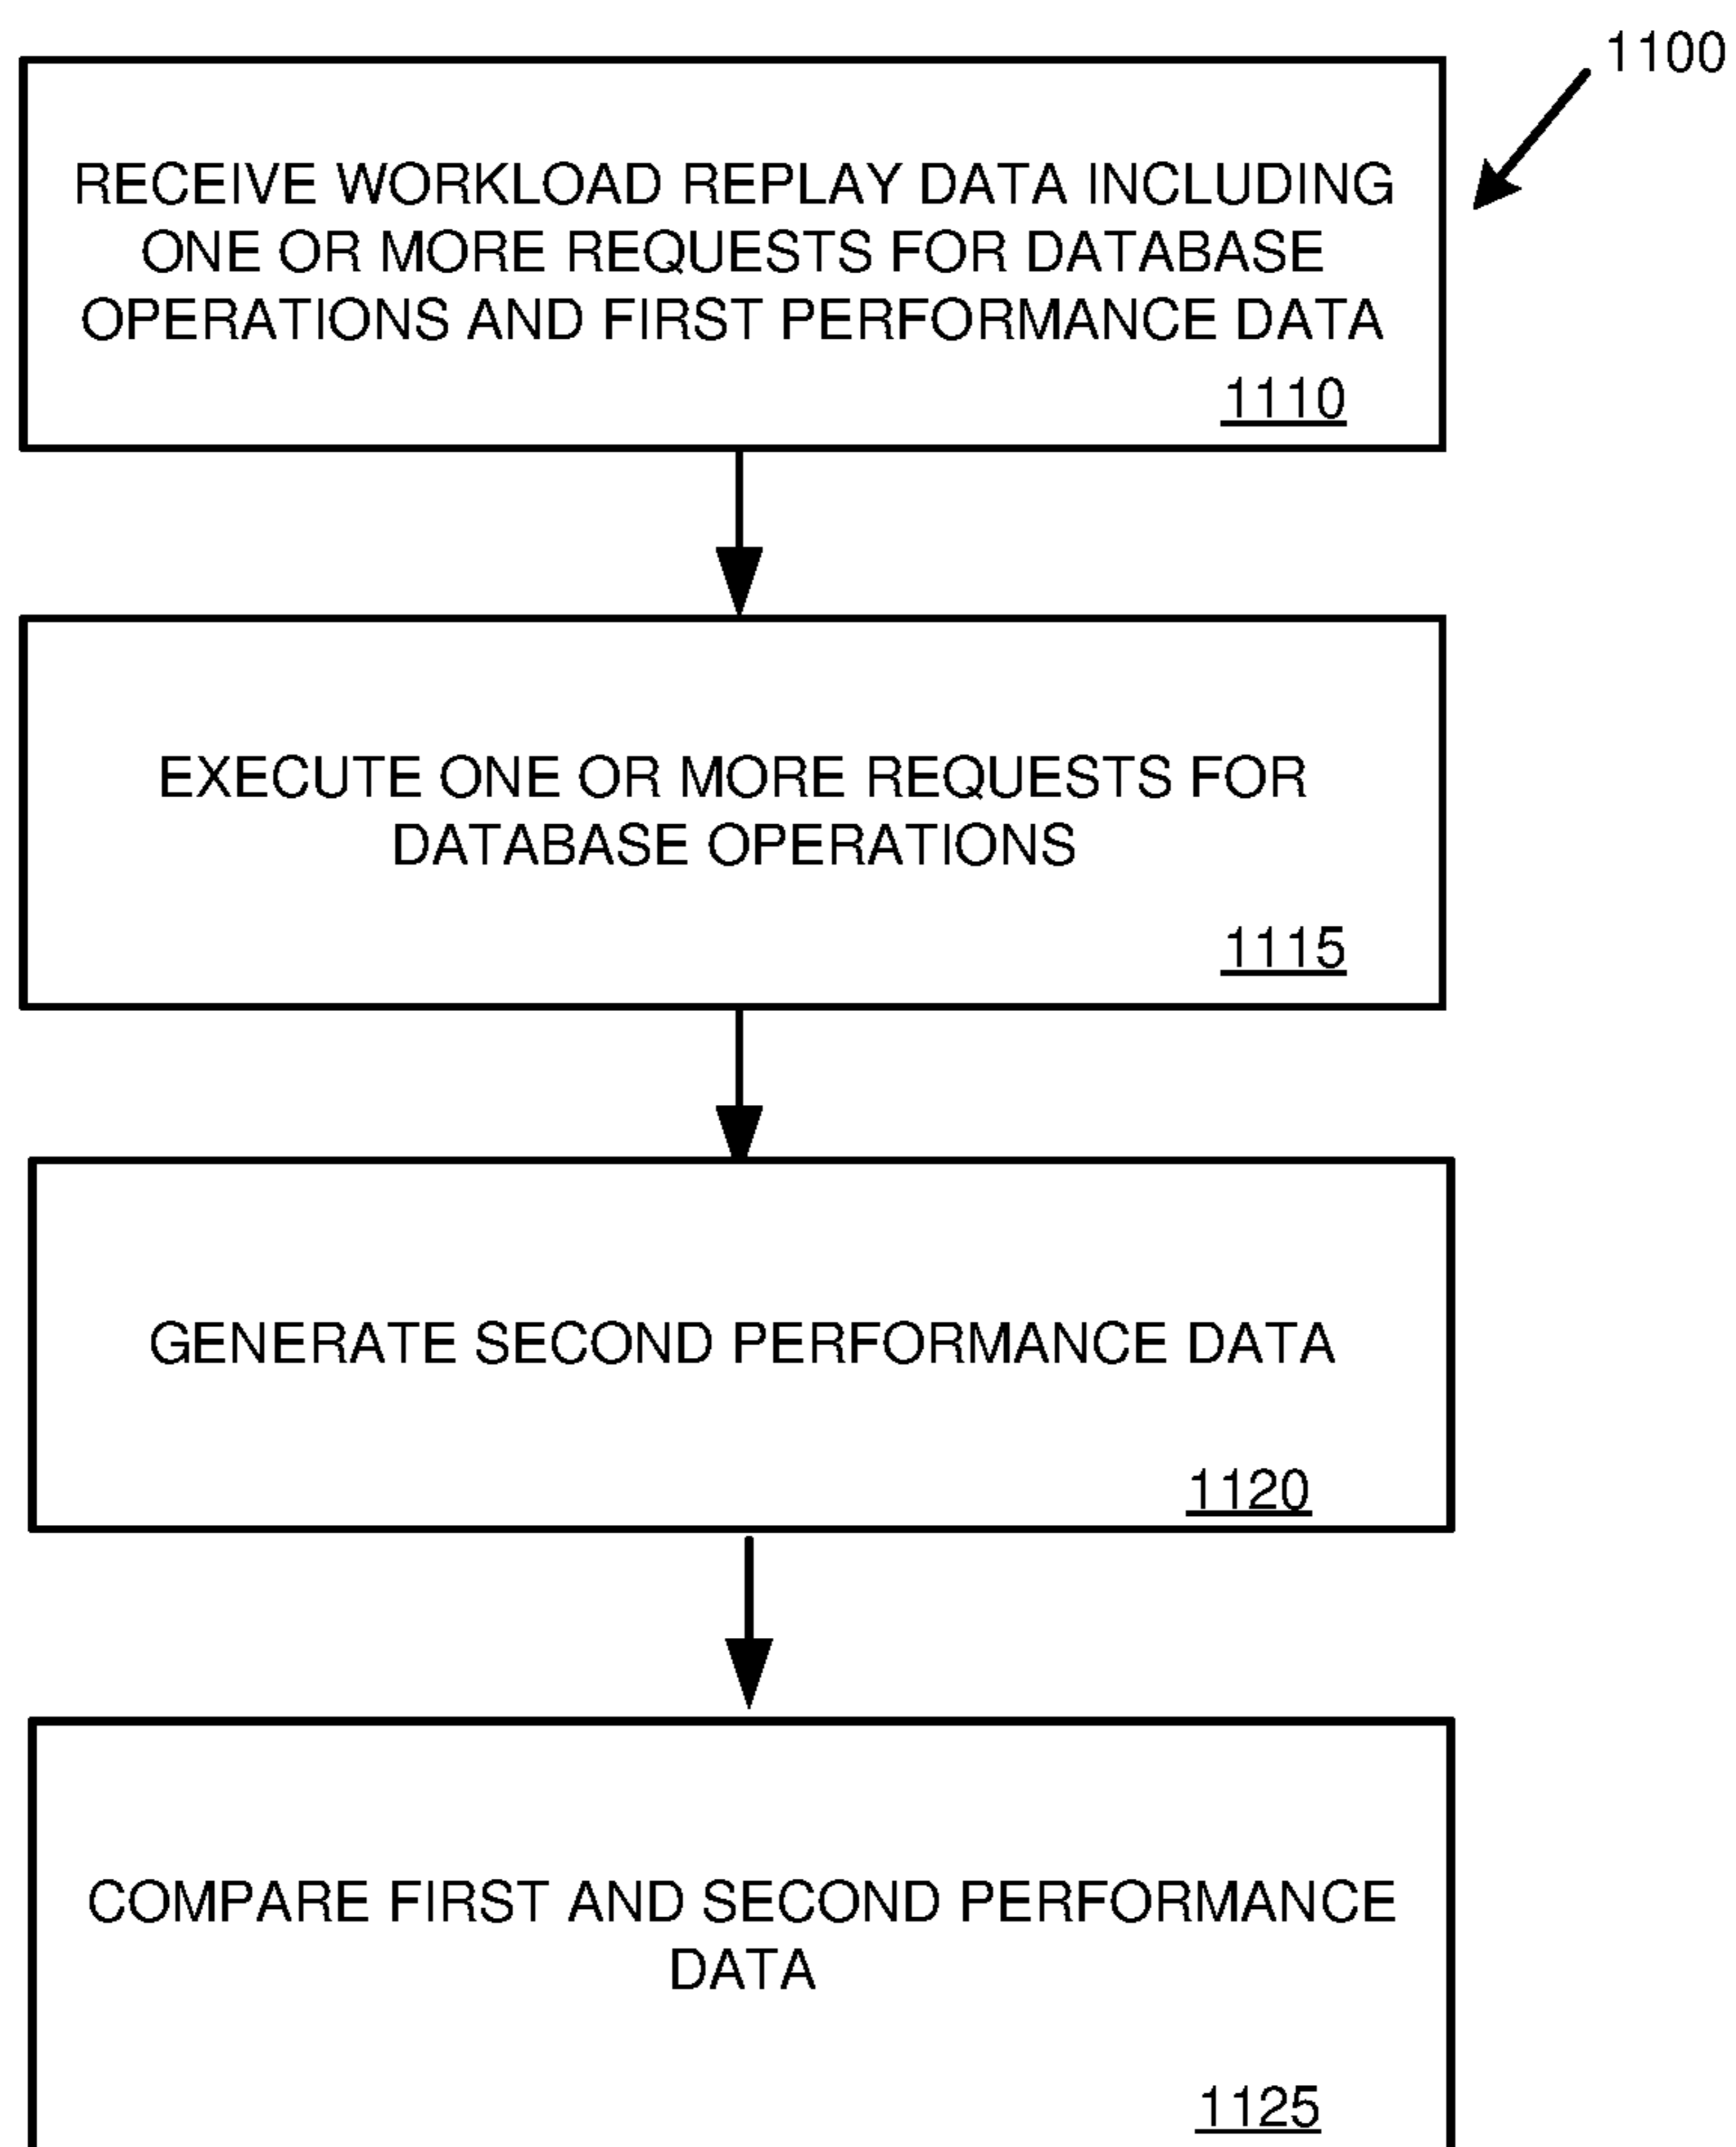 1100
RECEIVE WORKLOAD REPLAY DATA INCLUDING
ONE OR MORE REQUESTS FOR DATABASE
OPERATIONS AND FIRST PERFORMANCE DATA
1110
EXECUTE ONE OR MORE REQUESTS FOR
DATABASE OPERATIONS
1115
GENERATE SECOND PERFORMANCE DATA
1120
COMPARE FIRST AND SECOND PERFORMANCE
DATA
1125